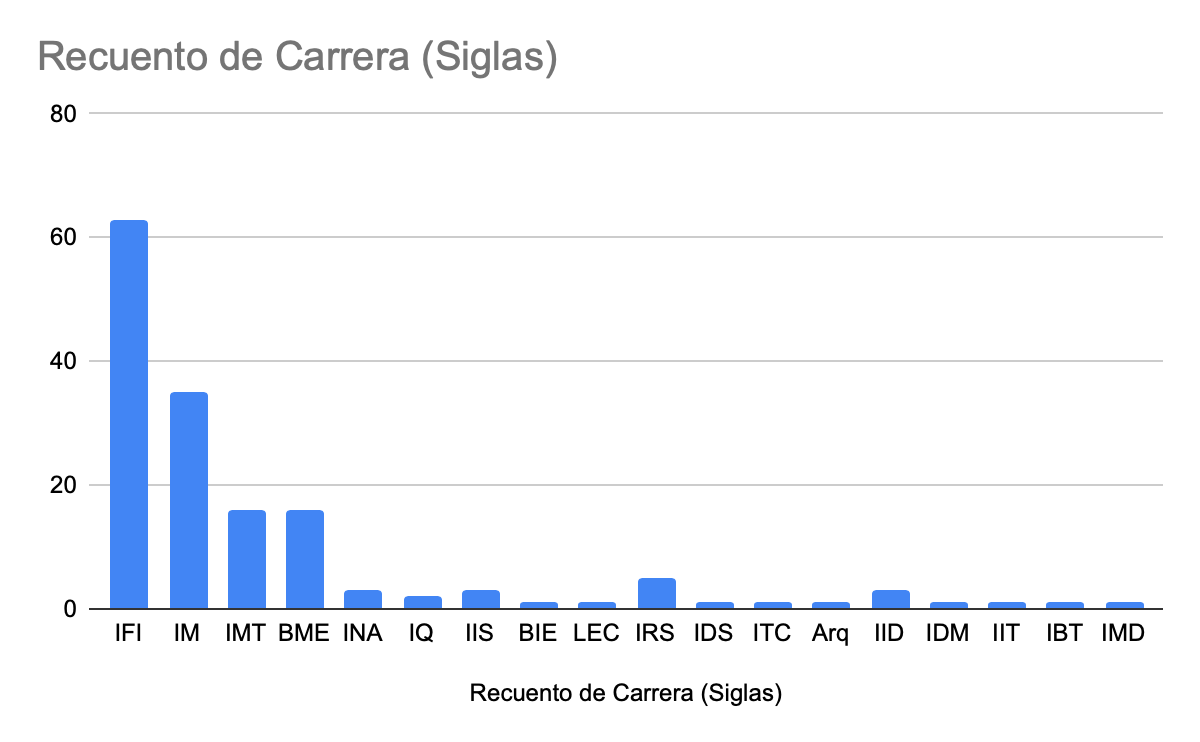 Recuento de Carrera (Siglas)
80
60
40
20
0
IFI IM IMT BME INA IQ IIS BIE LEC IRS IDS ITC Arq IID IDM IIT IBT IMD
Recuento de Carrera (Siglas)